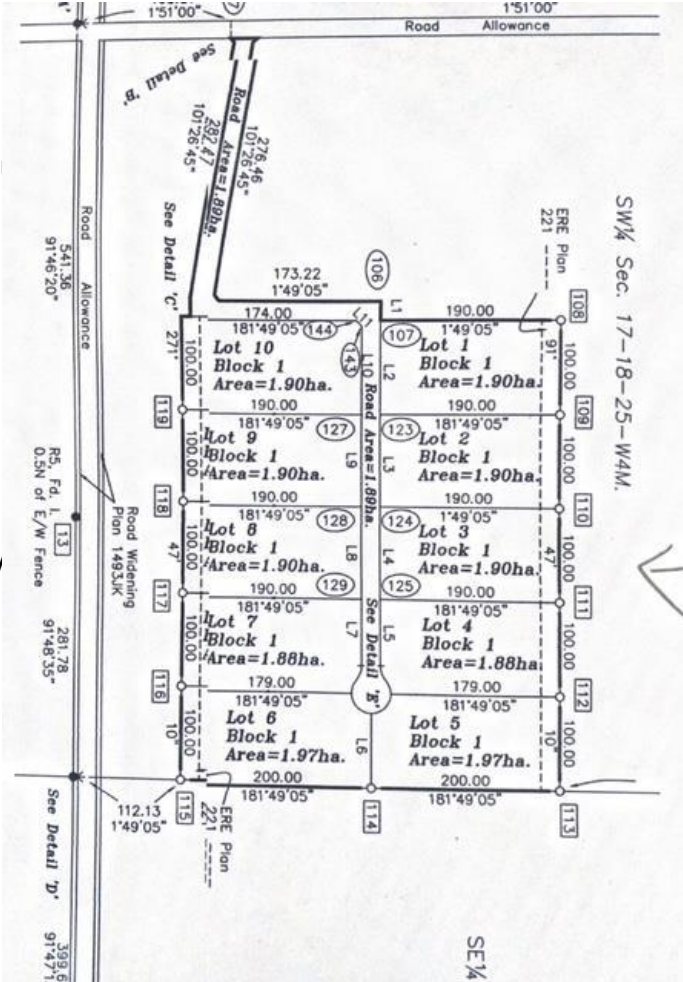 1°51'00"
1°51'00"
Road Allowance
See Detail 'B'
Road Area=1.89ha.
276.46
101°26'45"
282.47
101°26'45"
SW¼ Sec. 17-18-25-W4M.
ERE Plan
221
See Detail 'C'
Road Allowance
541.36
91°46'20"
173.22
1°49'05"
106
L1
190.00
1°49'05"
108
174.00
181°49'05"
144
L11
107
143
L10
L2
271'
100.00
91'
100.00
Lot 10
Block 1
Area=1.90ha.
Lot 1
Block 1
Area=1.90ha.
Road Area=1.89ha.
119
190.00
181°49'05"
127
123
190.00
181°49'05"
109
Lot 9
Block 1
Area=1.90ha.
L9
L3
Lot 2
Block 1
Area=1.90ha.
100.00
100.00
118
190.00
181°49'05"
128
124
190.00
1°49'05"
110
Lot 8
Block 1
Area=1.90ha.
L8
L4
Lot 3
Block 1
Area=1.90ha.
47'
100.00
47'
100.00
R5, Fd. I.
0.5N of E/W Fence
13
Road Widening
Plan 1493JK
117
190.00
181°49'05"
129
125
190.00
181°49'05"
111
Lot 7
Block 1
Area=1.88ha.
L7
L5
See Detail 'E'
Lot 4
Block 1
Area=1.88ha.
100.00
100.00
281.78
91°48'35"
116
179.00
181°49'05"
179.00
181°49'05"
112
Lot 6
Block 1
Area=1.97ha.
L6
Lot 5
Block 1
Area=1.97ha.
10"
100.00
10"
100.00
200.00
181°49'05"
200.00
181°49'05"
112.13
1°49'05"
115
114
113
ERE Plan
221
See Detail 'D'
SE¼